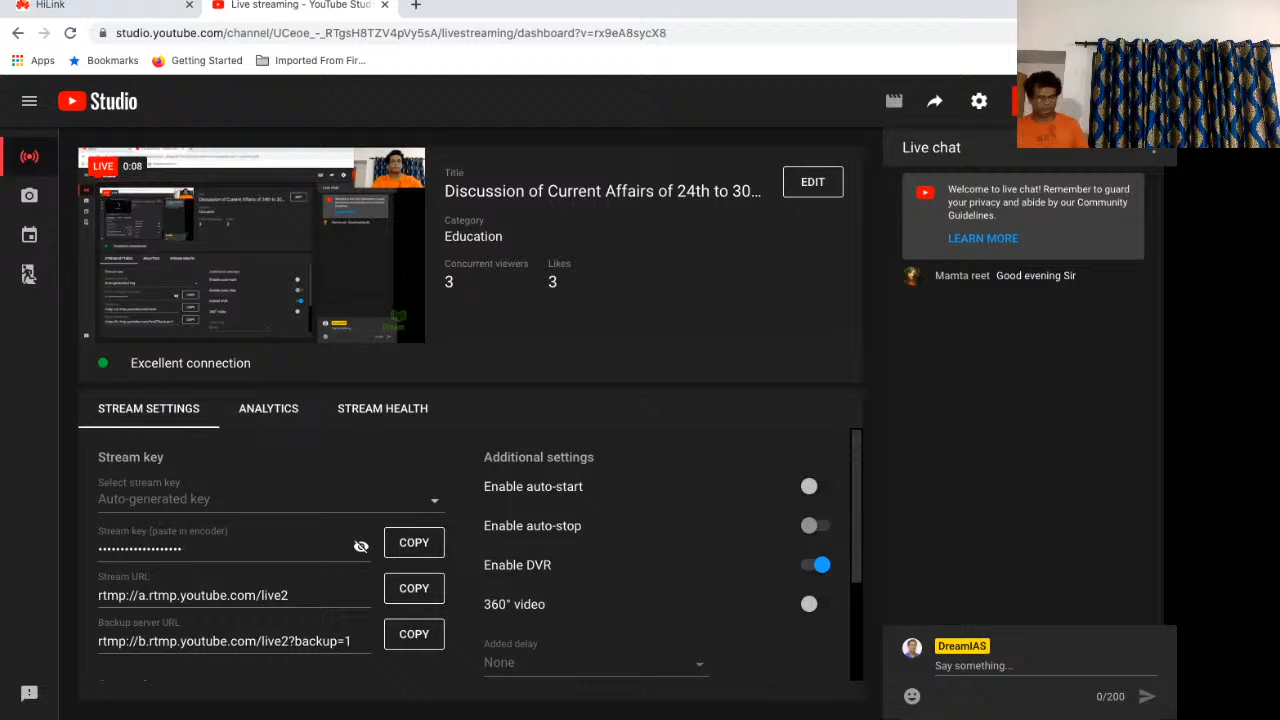 HiLink
Live streaming - YouTube Stud
studio.youtube.com/channel/UCeoe_-_RTgsH8TZV4pVy5sA/livestreaming/dashboard?v=rx9eA8sycX8
Apps Bookmarks Getting Started Imported From Fir...
Studio
LIVE 0:08
Title
Discussion of Current Affairs of 24th to 30...
EDIT
Category
Education
Concurrent viewers Likes
3 3
Excellent connection
STREAM SETTINGS ANALYTICS STREAM HEALTH
Stream key
Select stream key
Auto-generated key
Stream key (paste in encoder)
COPY
Stream URL
rtmp://a.rtmp.youtube.com/live2
COPY
Backup server URL
rtmp://b.rtmp.youtube.com/live2?backup=1
COPY
Additional settings
Enable auto-start
Enable auto-stop
Enable DVR
360° video
Added delay
None
Live chat
Welcome to live chat! Remember to guard
your privacy and abide by our Community
Guidelines.
LEARN MORE
Mamta reet Good evening Sir
DreamIAS
Say something...
0/200